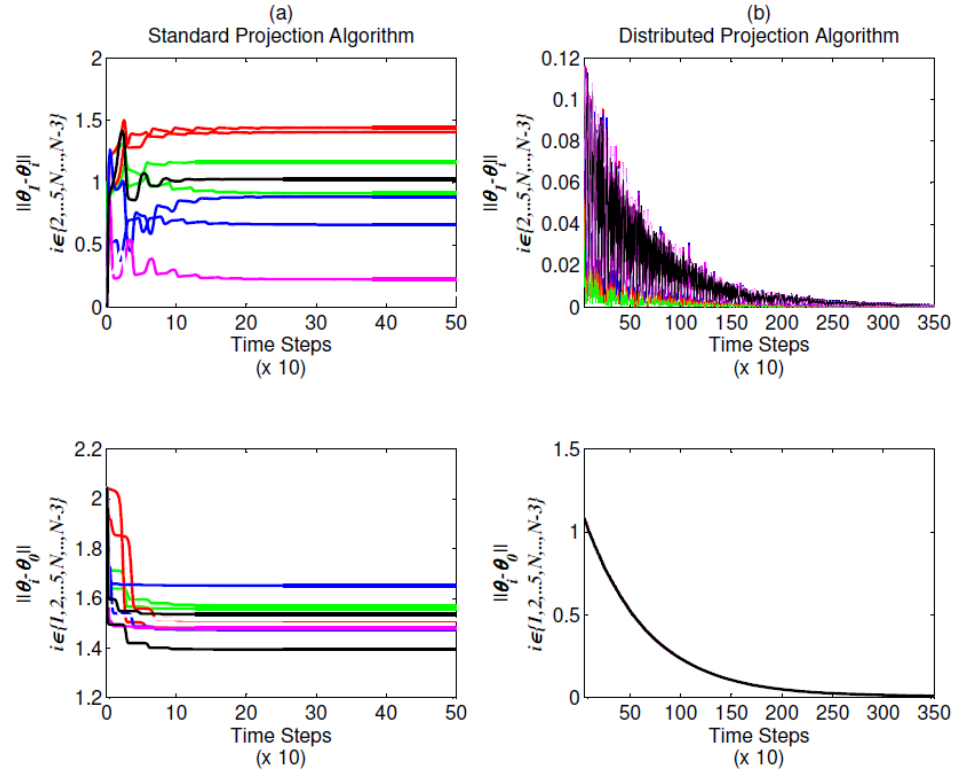 (a)
Standard Projection Algorithm
2
1.5
1
0.5
0
||θ1-θi||
i∈{2,...5,N,...,N-3}
0 10 20 30 40 50
Time Steps
(x 10)
(b)
Distributed Projection Algorithm
0.12
0.1
0.08
0.06
0.04
0.02
0
||θ1-θi||
i∈{2,...5,N,...,N-3}
50 100 150 200 250 300 350
Time Steps
(x 10)
2.2
2
1.8
1.6
1.4
1.2
||θi-θ0||
i∈{1,2,...5,N,...,N-3}
0 10 20 30 40 50
Time Steps
(x 10)
1.5
1
0.5
0
||θi-θ0||
i∈{1,2,...5,N,...,N-3}
50 100 150 200 250 300 350
Time Steps
(x 10)